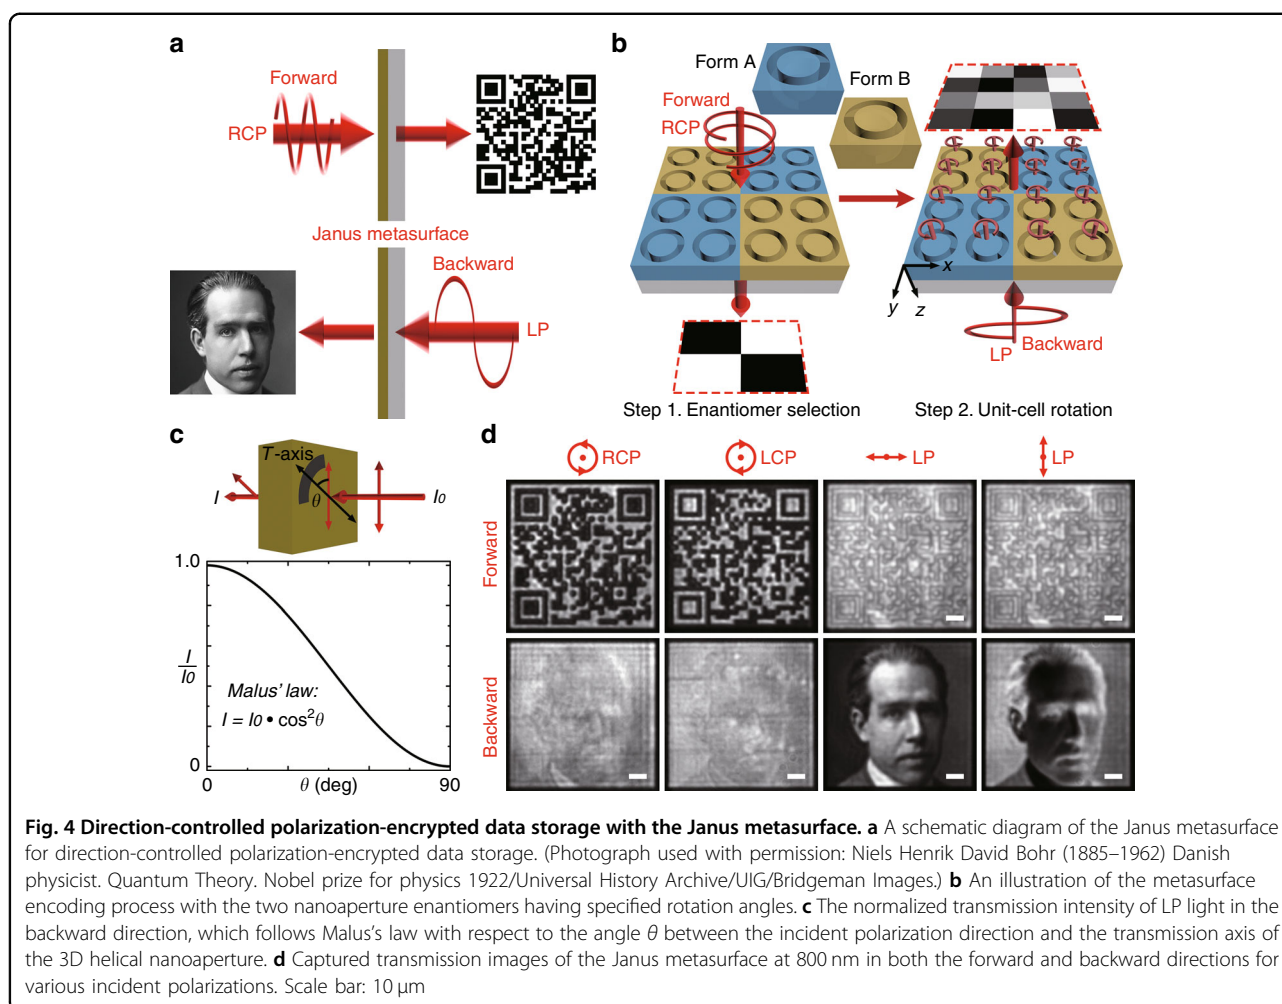 a
Forward
RCP
Janus metasurface
Backward
LP
b
Form A
Form B
Forward
RCP
x
y
z
LP
Backward
Step 1. Enantiomer selection
Step 2. Unit-cell rotation
c
T-axis
θ
I
I0
1.0
I
I0
Malus' law:
I = I0 • cos²θ
0
0
θ (deg)
90
d
RCP
LCP
LP
LP
Forward
Backward
Fig. 4 Direction-controlled polarization-encrypted data storage with the Janus metasurface. a A schematic diagram of the Janus metasurface
for direction-controlled polarization-encrypted data storage. (Photograph used with permission: Niels Henrik David Bohr (1885–1962) Danish
physicist. Quantum Theory. Nobel prize for physics 1922/Universal History Archive/UIG/Bridgeman Images.) b An illustration of the metasurface
encoding process with the two nanoaperture enantiomers having specified rotation angles. c The normalized transmission intensity of LP light in the
backward direction, which follows Malus's law with respect to the angle θ between the incident polarization direction and the transmission axis of
the 3D helical nanoaperture. d Captured transmission images of the Janus metasurface at 800 nm in both the forward and backward directions for
various incident polarizations. Scale bar: 10 µm